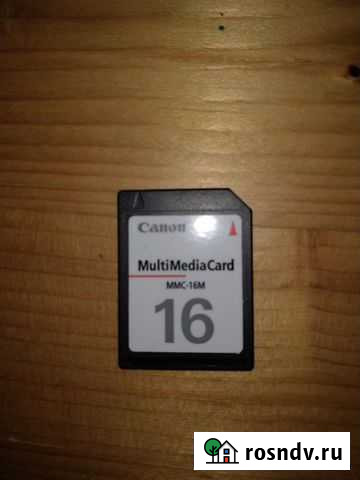 Canon
MultiMediaCard
MMC-16M
16
rosndv.ru